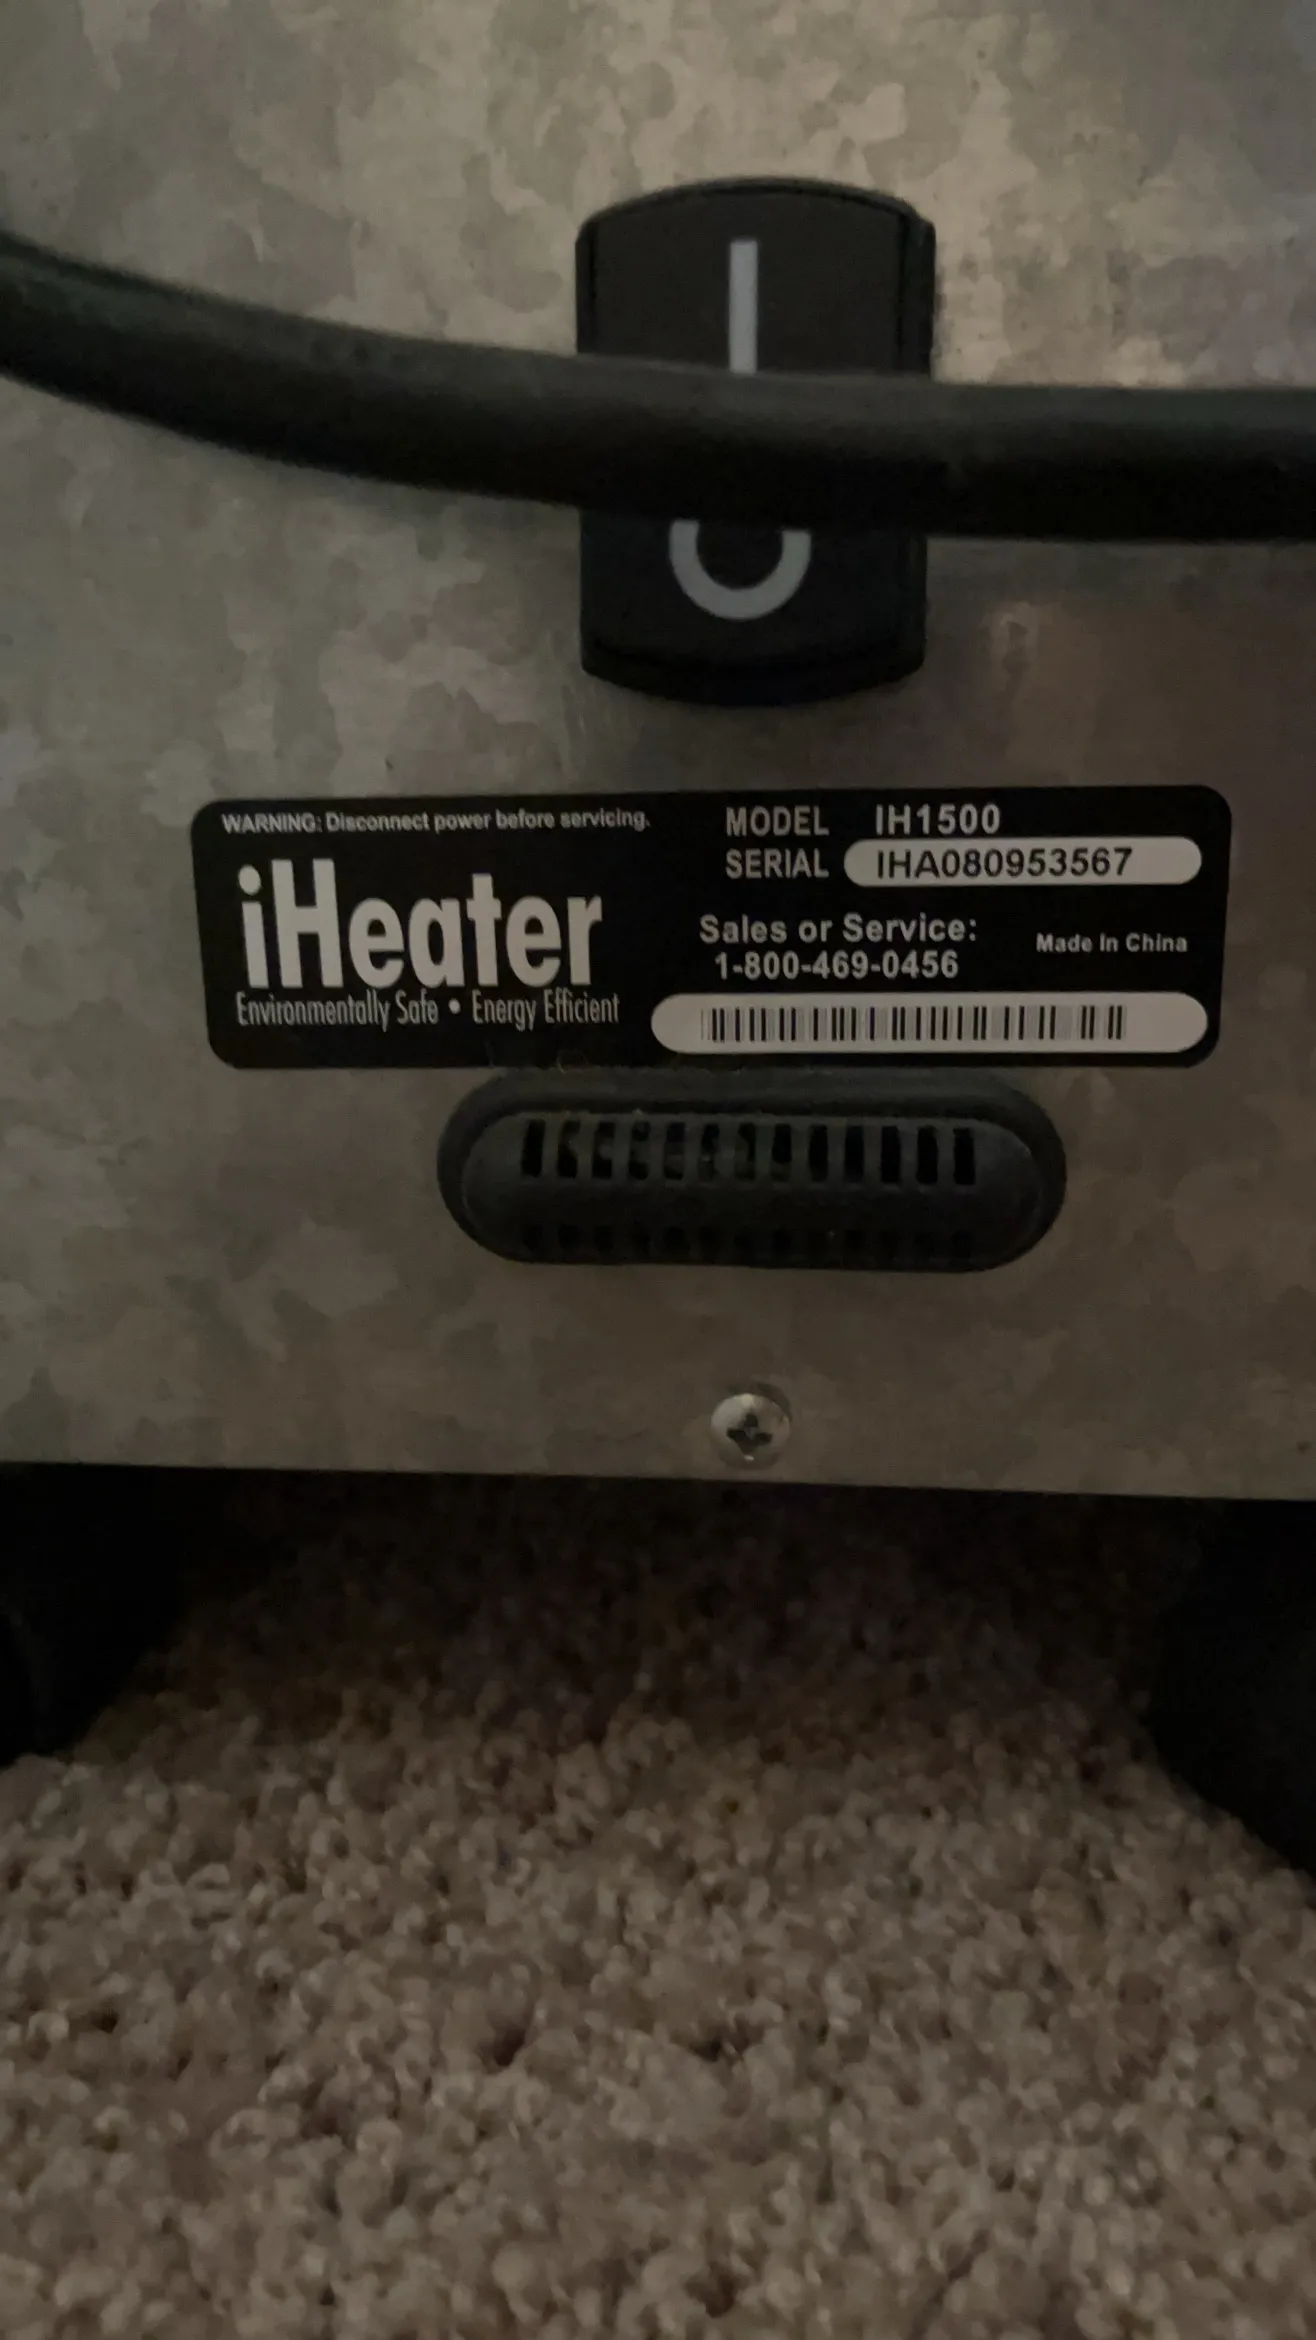 WARNING: Disconnect power before servicing.
iHeater
Environmentally Safe • Energy Efficient
MODEL IH1500
SERIAL IHA080953567
Sales or Service:
1-800-469-0456
Made In China